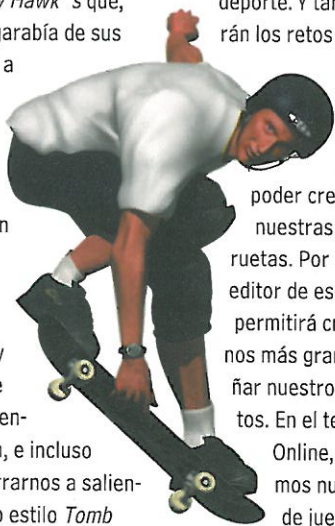 Hawk´s que,
garabía de sus
a
n
y
e
en-
, e incluso
rrarnos a salien-
o estilo Tomb
deporte. Y tan
rán los retos
poder cre
nuestras
ruetas. Por
editor de es
permitirá cr
nos más gran
ñar nuestro
tos. En el te
Online,
mos nu
de jue